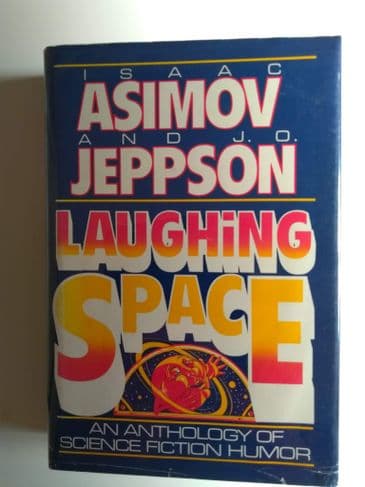 ISAAC
ASIMOV
AND J.O.
JEPPSON
LAUGHiNG
SPACE
AN ANTHOLOGY OF
SCIENCE FICTION HUMOR